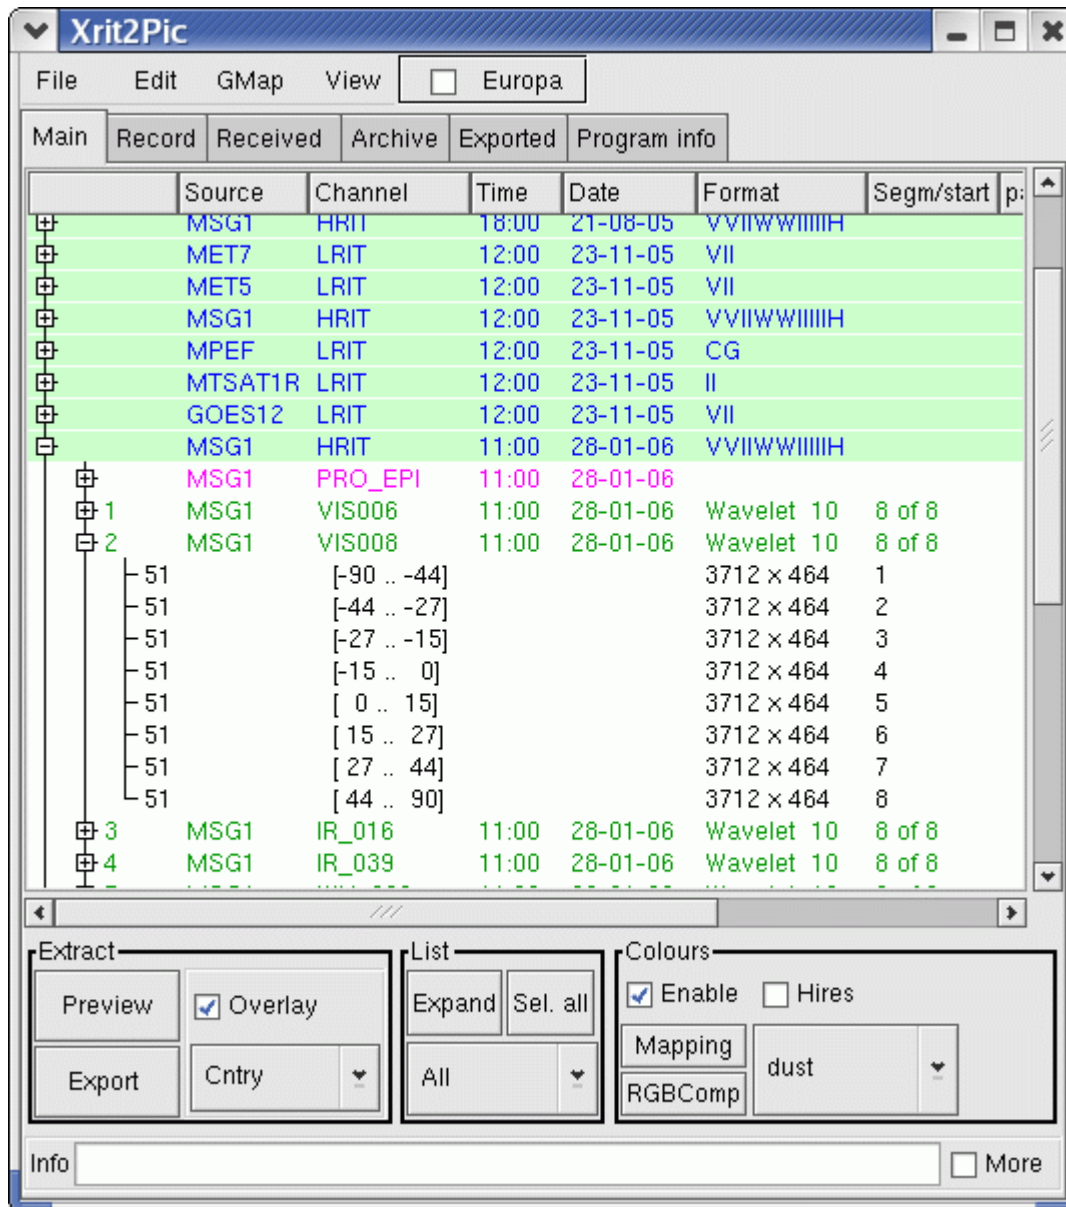 Xrit2Pic
File Edit GMap View Europa
Main Record Received Archive Exported Program info
Source Channel Time Date Format Segm/start
MSG1 HRIT 18:00 21-08-05 VVIIWWIIIIIH
MET7 LRIT 12:00 23-11-05 VII
MET5 LRIT 12:00 23-11-05 VII
MSG1 HRIT 12:00 23-11-05 VVIIWWIIIIIH
MPEF LRIT 12:00 23-11-05 CG
MTSAT1R LRIT 12:00 23-11-05 II
GOES12 LRIT 12:00 23-11-05 VII
MSG1 HRIT 11:00 28-01-06 VVIIWWIIIIIH
MSG1 PRO_EPI 11:00 28-01-06
1 MSG1 VIS006 11:00 28-01-06 Wavelet 10 8 of 8
2 MSG1 VIS008 11:00 28-01-06 Wavelet 10 8 of 8
51 [-90 .. -44] 3712 x 464 1
51 [-44 .. -27] 3712 x 464 2
51 [-27 .. -15] 3712 x 464 3
51 [-15 .. 0] 3712 x 464 4
51 [ 0 .. 15] 3712 x 464 5
51 [ 15 .. 27] 3712 x 464 6
51 [ 27 .. 44] 3712 x 464 7
51 [ 44 .. 90] 3712 x 464 8
3 MSG1 IR_016 11:00 28-01-06 Wavelet 10 8 of 8
4 MSG1 IR_039 11:00 28-01-06 Wavelet 10 8 of 8
Extract List Colours
Preview Overlay Expand Sel. all Enable Hires
Export Cntry All Mapping RGBComp dust
Info More